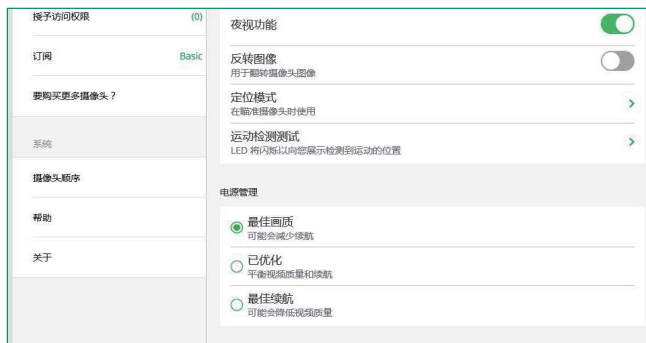 授予访问权限 (0)
订阅 Basic
要购买更多摄像头？
系统
摄像头顺序
帮助
关于
夜视功能
反转图像
用于翻转摄像头图像
定位模式
在瞄准摄像头时使用
运动检测测试
LED 将闪烁以向您展示检测到运动的位置
电源管理
最佳画质
可能会减少续航
已优化
平衡视频质量和续航
最佳续航
可能会降低视频质量